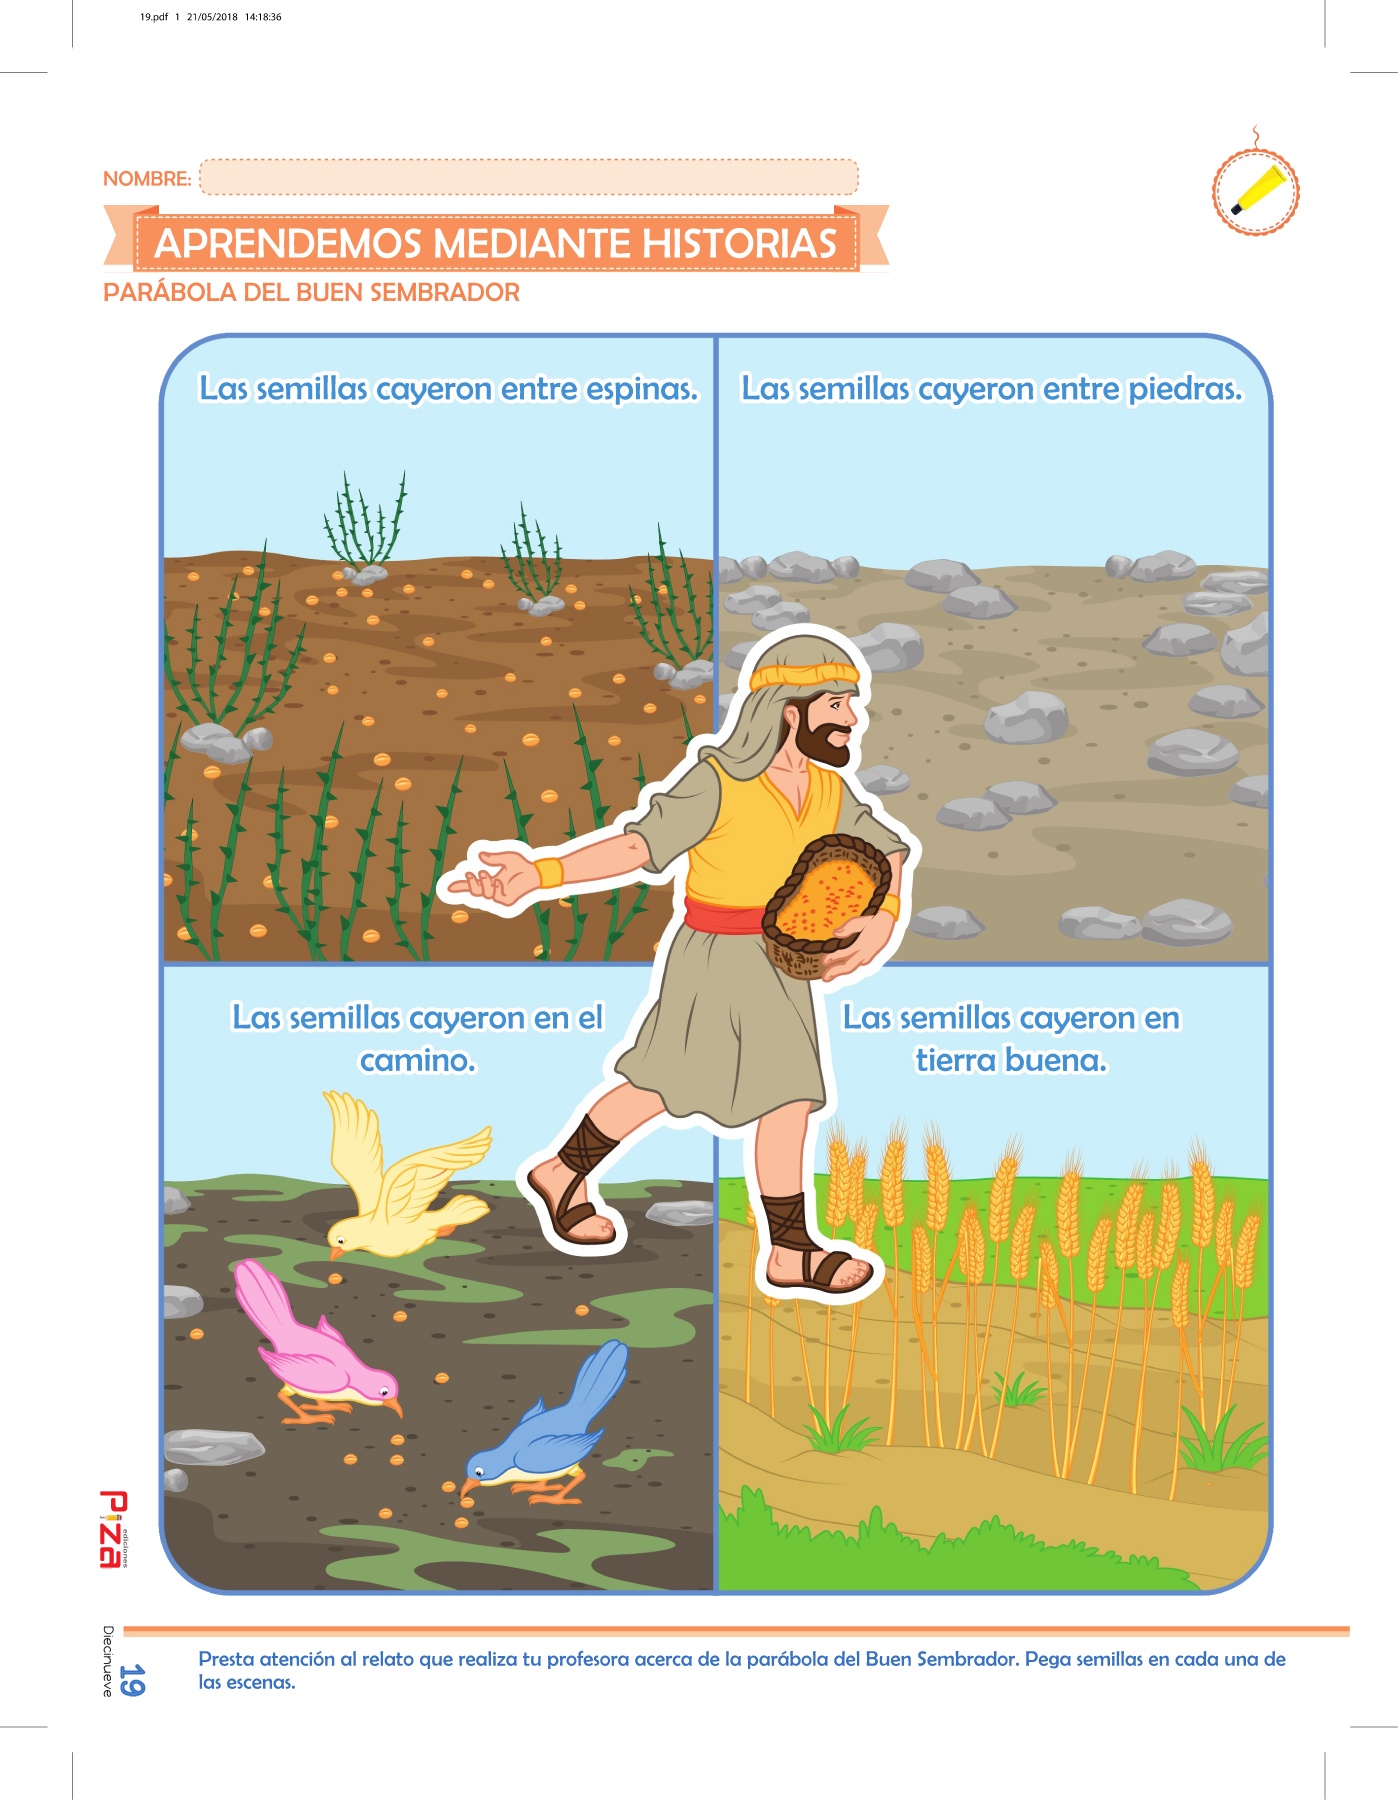 19.pdf 1 21/05/2018 14:18:36
NOMBRE:
APRENDEMOS MEDIANTE HISTORIAS
PARÁBOLA DEL BUEN SEMBRADOR
Las semillas cayeron entre espinas.
Las semillas cayeron entre piedras.
Las semillas cayeron en el
camino.
Las semillas cayeron en
tierra buena.
Piza
ediciones
Diecinueve
19
Presta atención al relato que realiza tu profesora acerca de la parábola del Buen Sembrador. Pega semillas en cada una de
las escenas.